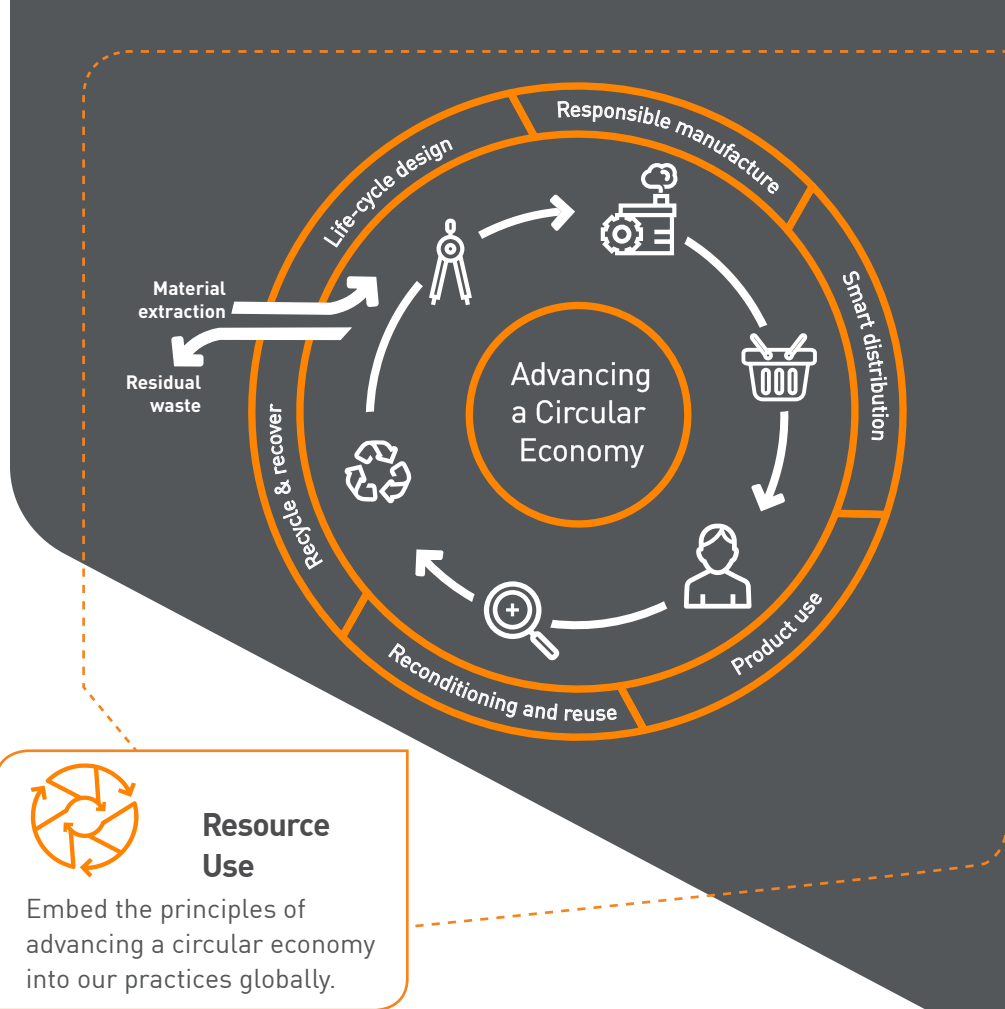 Responsible manufacture
Life-cycle design
Smart distribution
Material
extraction
Residual
waste
Advancing
a Circular
Economy
Recycle & recover
Product use
Reconditioning and reuse
Resource
Use
Embed the principles of
advancing a circular economy
into our practices globally.